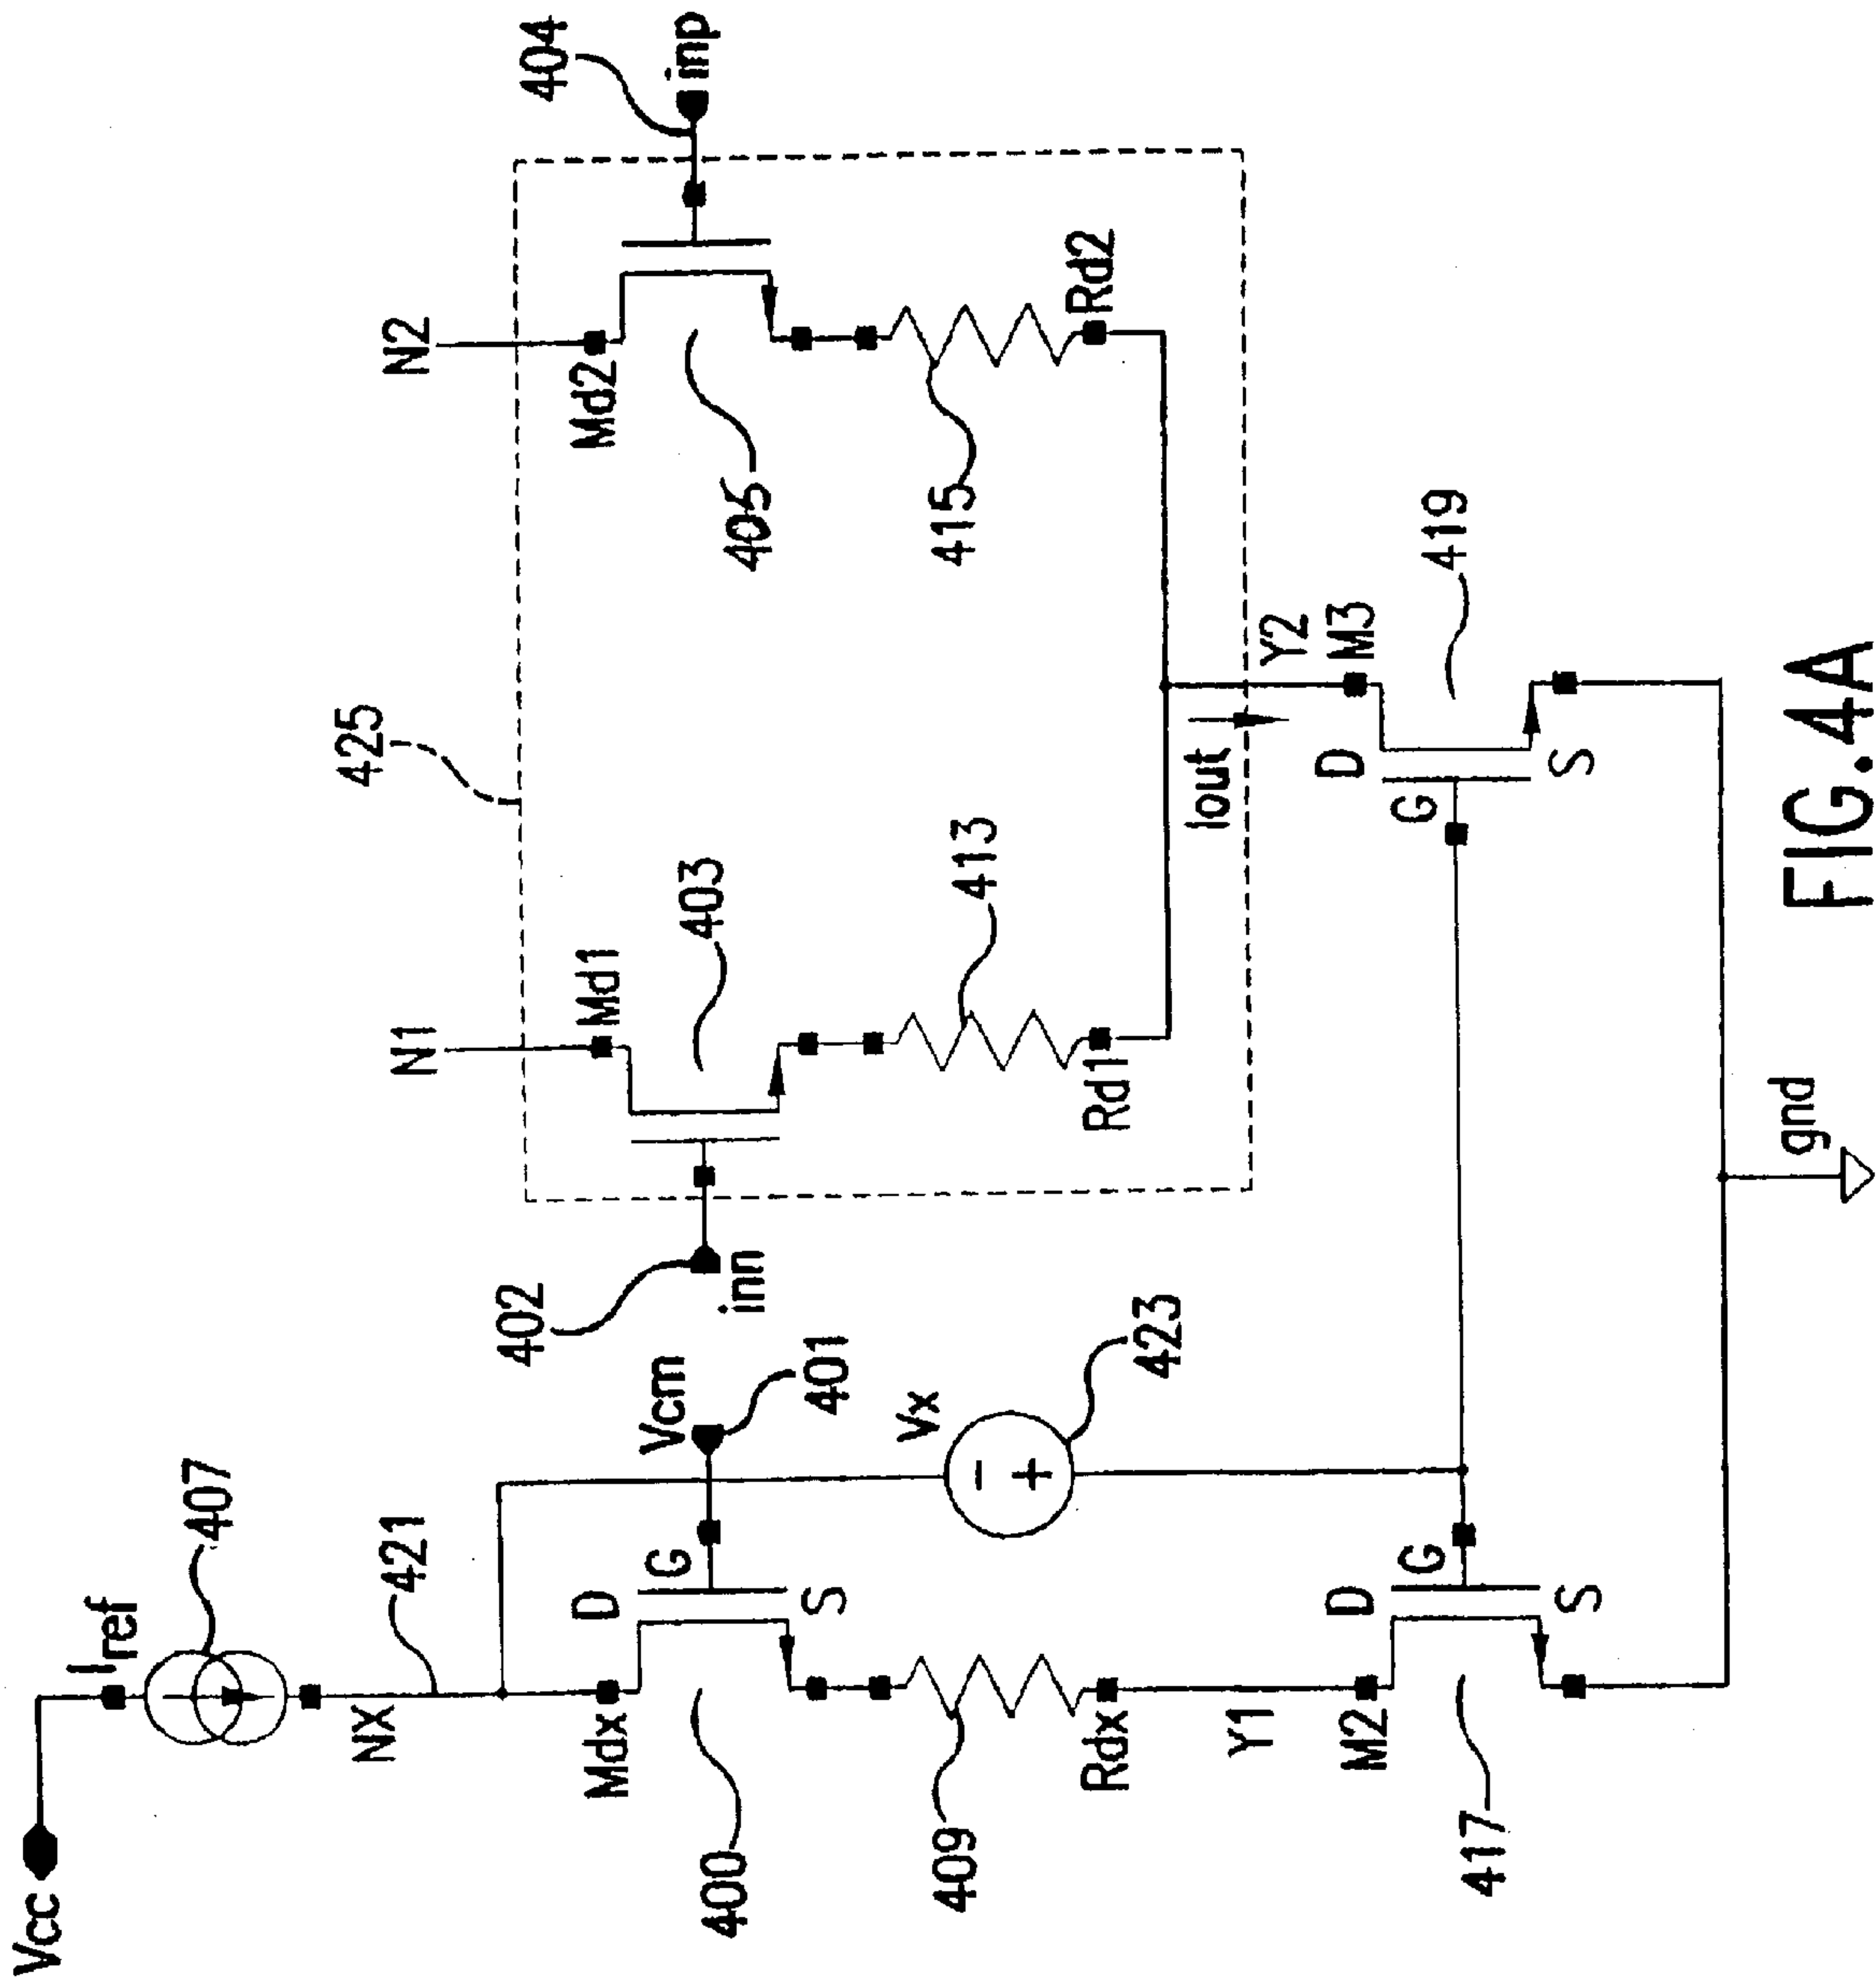 Vcc
Iref
407
NX
421
Mdx
D
G
S
400
Vcm
401
409
Rdx
Vx
-
+
423
Y1
M2
D
G
S
417
402
inn
425
N1
Md1
403
413
Rd1
N2
Md2
405
415
Rd2
404
inp
Iout
Y2
M3
D
G
S
419
gnd
FIG.4A